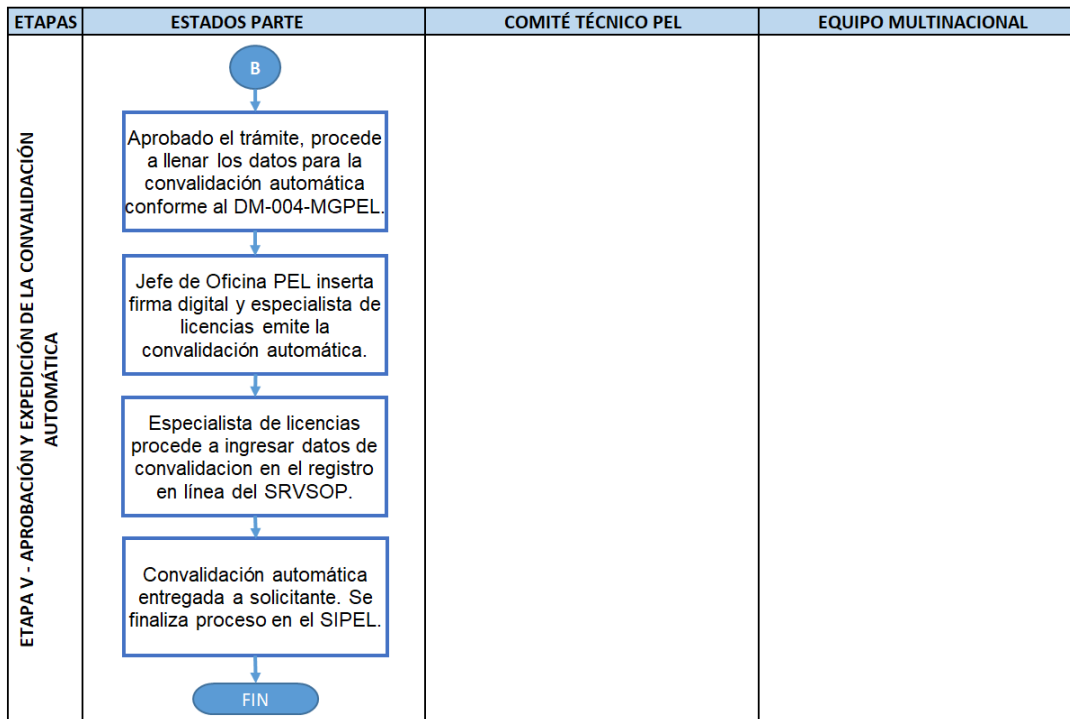 ETAPAS
ESTADOS PARTE
COMITÉ TÉCNICO PEL
EQUIPO MULTINACIONAL
ETAPA V - APROBACIÓN Y EXPEDICIÓN DE LA CONVALIDACIÓN
AUTOMÁTICA
B
Aprobado el trámite, procede
a llenar los datos para la
convalidación automática
conforme al DM-004-MGPEL.
Jefe de Oficina PEL inserta
firma digital y especialista de
licencias emite la
convalidación automática.
Especialista de licencias
procede a ingresar datos de
convalidacion en el registro
en línea del SRVSOP.
Convalidación automática
entregada a solicitante. Se
finaliza proceso en el SIPEL.
FIN